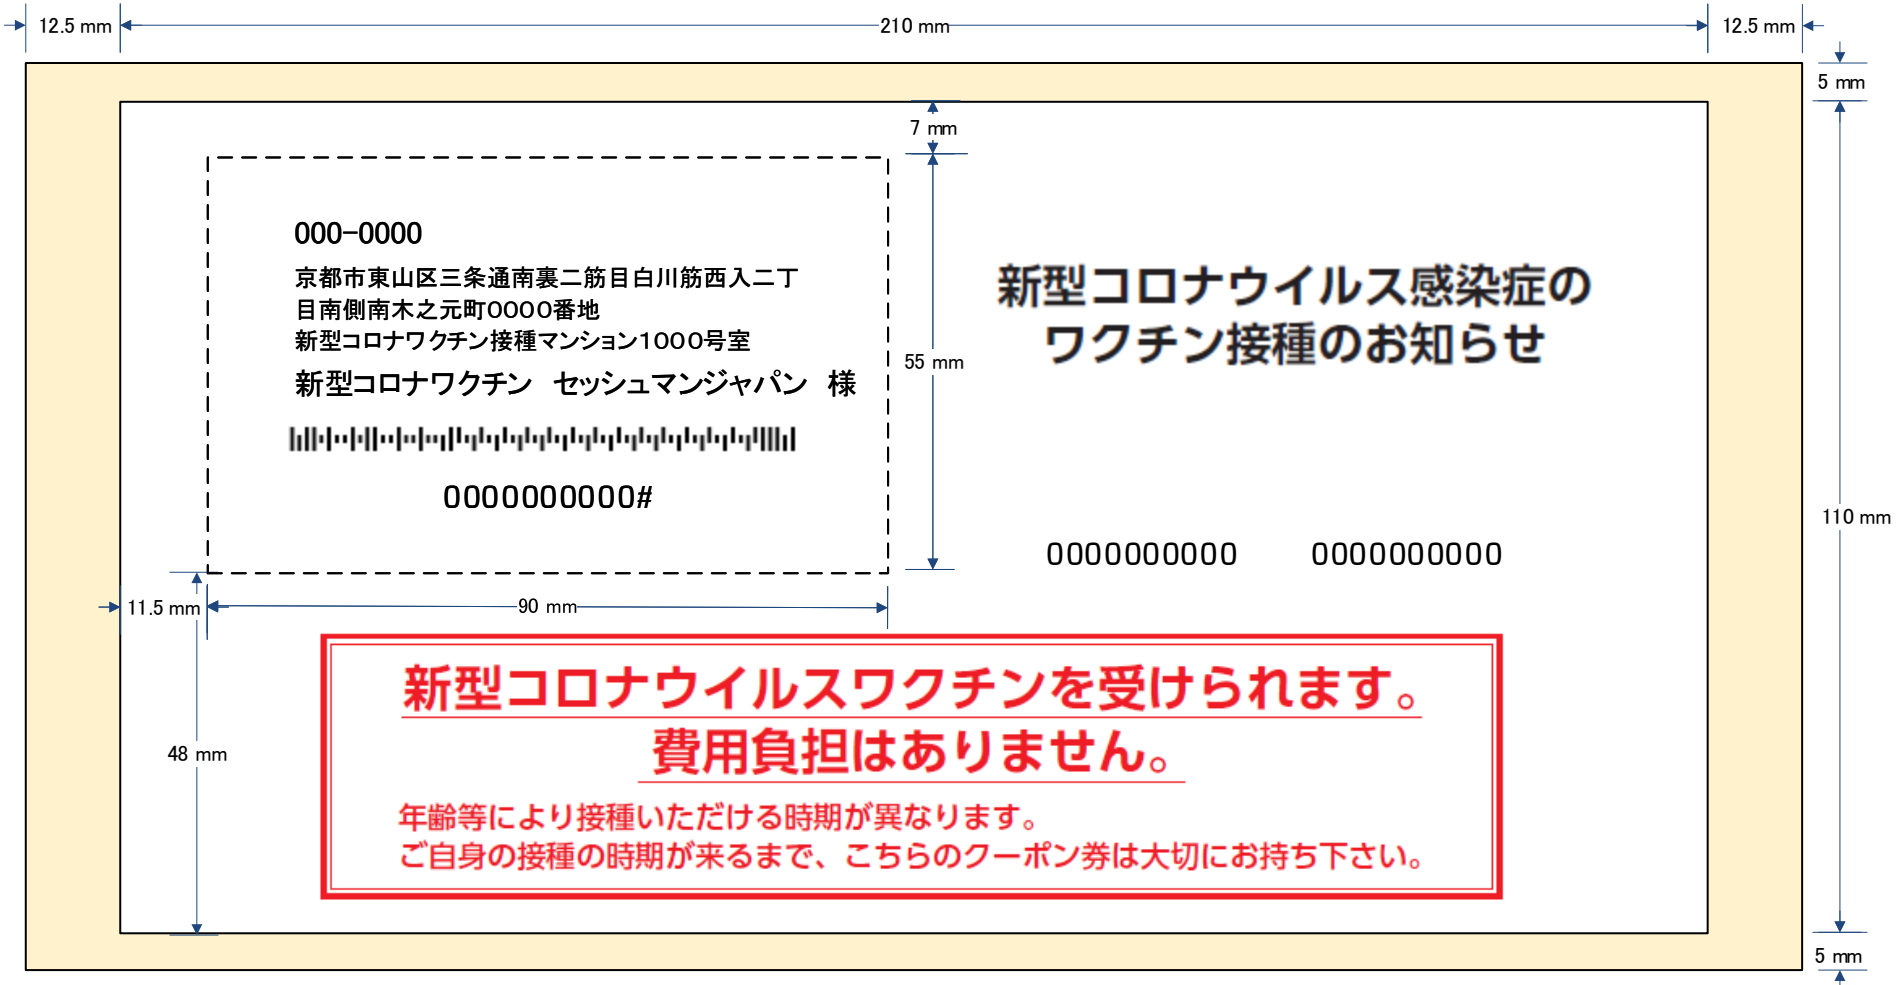 12.5 mm
210 mm
12.5 mm
5 mm
7 mm
000-0000
京都市東山区三条通南裏二筋目白川筋西入二丁
目南側南木之元町0000番地
新型コロナワクチン接種マンション1000号室
新型コロナワクチン　セッシュマンジャパン　様
0000000000#
55 mm
新型コロナウイルス感染症の
ワクチン接種のお知らせ
0000000000　0000000000
110 mm
11.5 mm
90 mm
48 mm
新型コロナウイルスワクチンを受けられます。
費用負担はありません。
年齢等により接種いただける時期が異なります。
ご自身の接種の時期が来るまで、こちらのクーポン券は大切にお持ち下さい。
5 mm